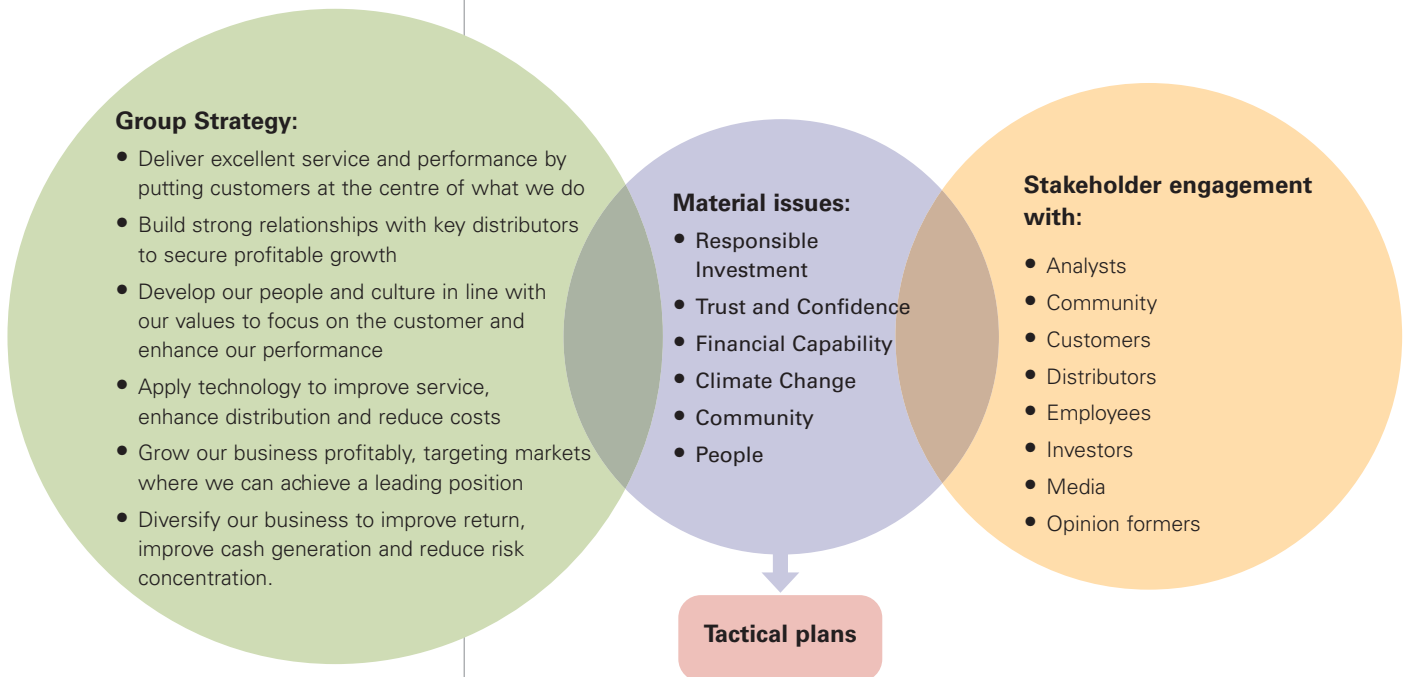 Group Strategy:
• Deliver excellent service and performance by
putting customers at the centre of what we do
• Build strong relationships with key distributors
to secure profitable growth
• Develop our people and culture in line with
our values to focus on the customer and
enhance our performance
• Apply technology to improve service,
enhance distribution and reduce costs
• Grow our business profitably, targeting markets
where we can achieve a leading position
• Diversify our business to improve return,
improve cash generation and reduce risk
concentration.
Material issues:
• Responsible
Investment
• Trust and Confidence
• Financial Capability
• Climate Change
• Community
• People
Stakeholder engagement
with:
• Analysts
• Community
• Customers
• Distributors
• Employees
• Investors
• Media
• Opinion formers
Tactical plans